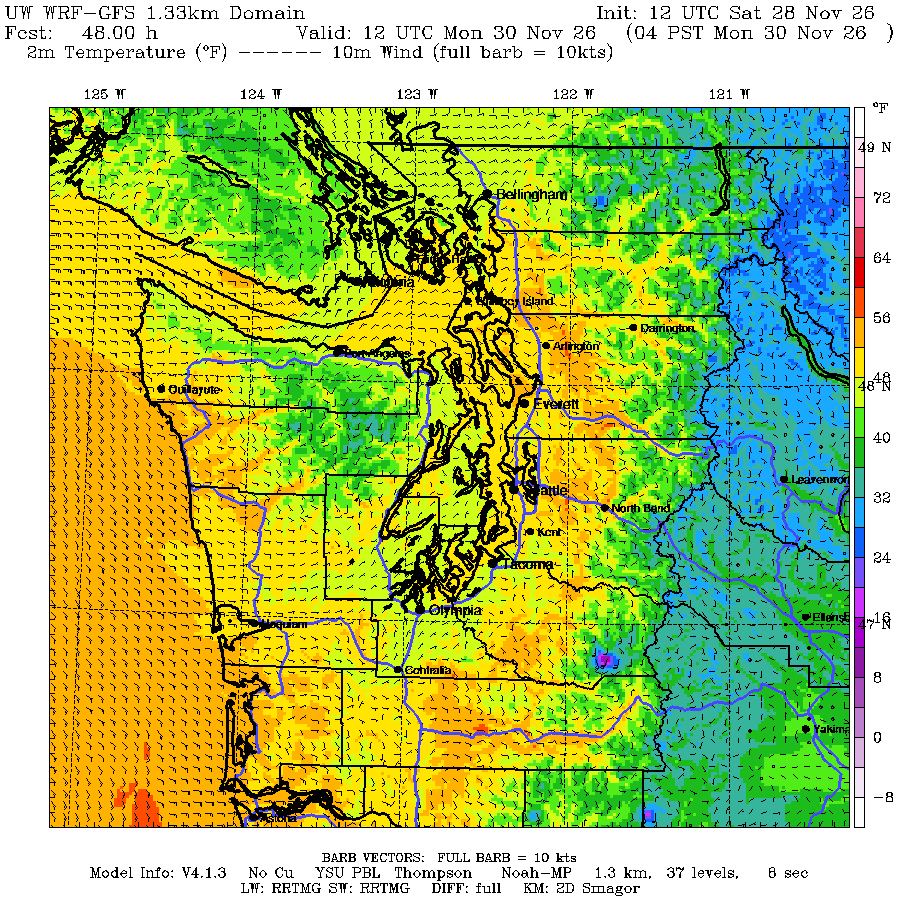 UW WRF-GFS 1.33km Domain Init: 12 UTC Sat 28 Nov 26
Fcst: 48.00 h Valid: 12 UTC Mon 30 Nov 26 (04 PST Mon 30 Nov 26 )
2m Temperature (°F) ------ 10m Wind (full barb = 10kts)
125 W 124 W 123 W 122 W 121 W
°F
49 N
Bellingham
72
64
Island
56
Darrington
Arlington
Port Angeles
48
48 N
Quillayute
Everett
40
Leavenwor
Seattle
32
North Bend
Kent
24
Tacoma
Olympia
16
Ellensb
47 N
Hoquiam
Centralia
8
Yakima
0
−8
Astoria
BARB VECTORS: FULL BARB = 10 kts
Model Info: V4.1.3 No Cu YSU PBL Thompson Noah-MP 1.3 km, 37 levels, 8 sec
LW: RRTMG SW: RRTMG DIFF: full KM: 2D Smagor